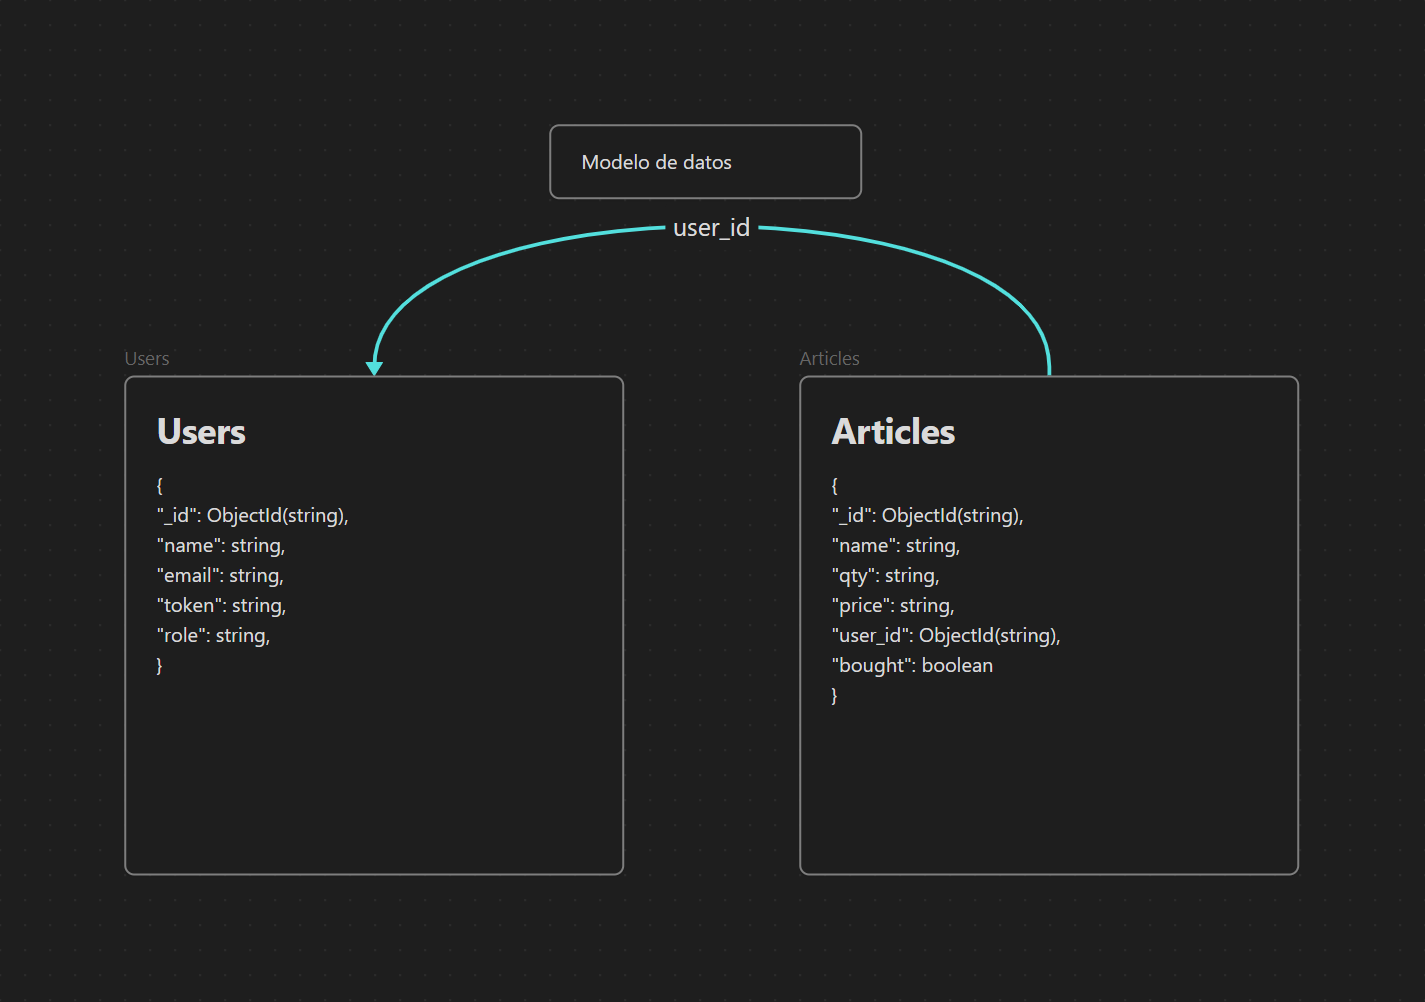 Modelo de datos
user_id
Users
Users
{
"_id": ObjectId(string),
"name": string,
"email": string,
"token": string,
"role": string,
}
Articles
Articles
{
"_id": ObjectId(string),
"name": string,
"qty": string,
"price": string,
"user_id": ObjectId(string),
"bought": boolean
}